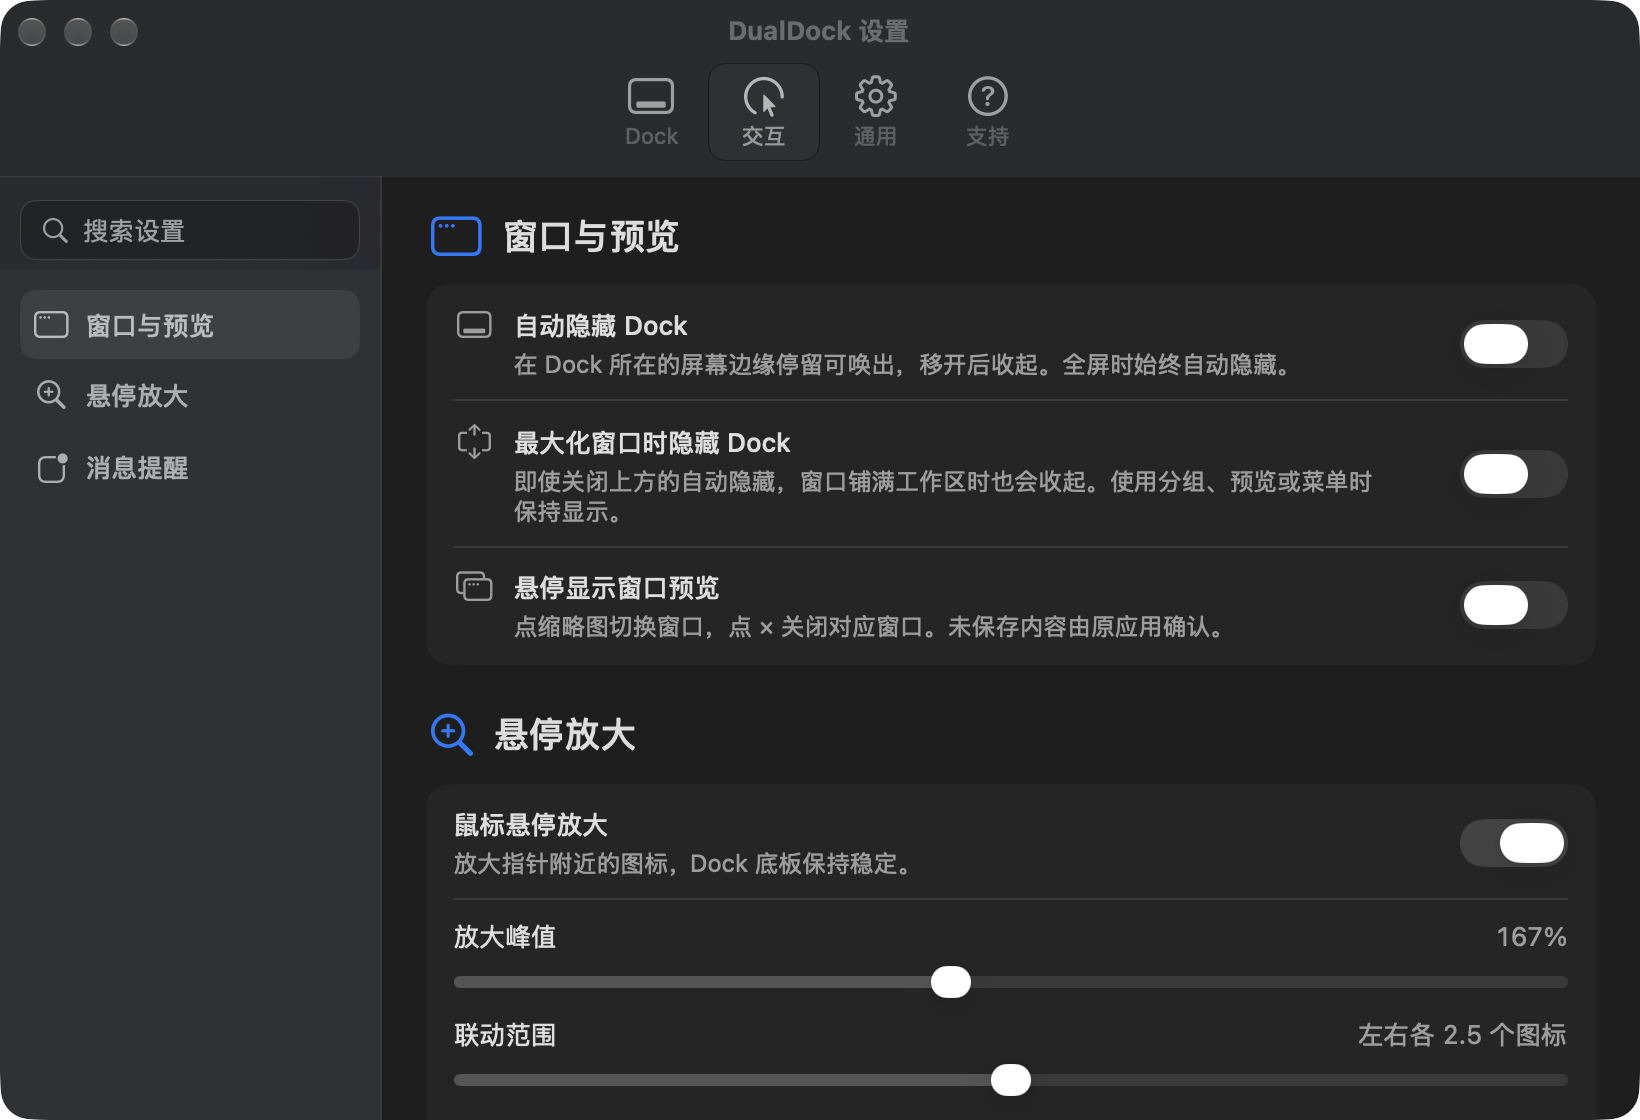 DualDock 设置
Dock
交互
通用
支持
搜索设置
窗口与预览
悬停放大
消息提醒
窗口与预览
自动隐藏 Dock
在 Dock 所在的屏幕边缘停留可唤出，移开后收起。全屏时始终自动隐藏。
最大化窗口时隐藏 Dock
即使关闭上方的自动隐藏，窗口铺满工作区时也会收起。使用分组、预览或菜单时
保持显示。
悬停显示窗口预览
点缩略图切换窗口，点 × 关闭对应窗口。未保存内容由原应用确认。
悬停放大
鼠标悬停放大
放大指针附近的图标，Dock 底板保持稳定。
放大峰值
167%
联动范围
左右各 2.5 个图标